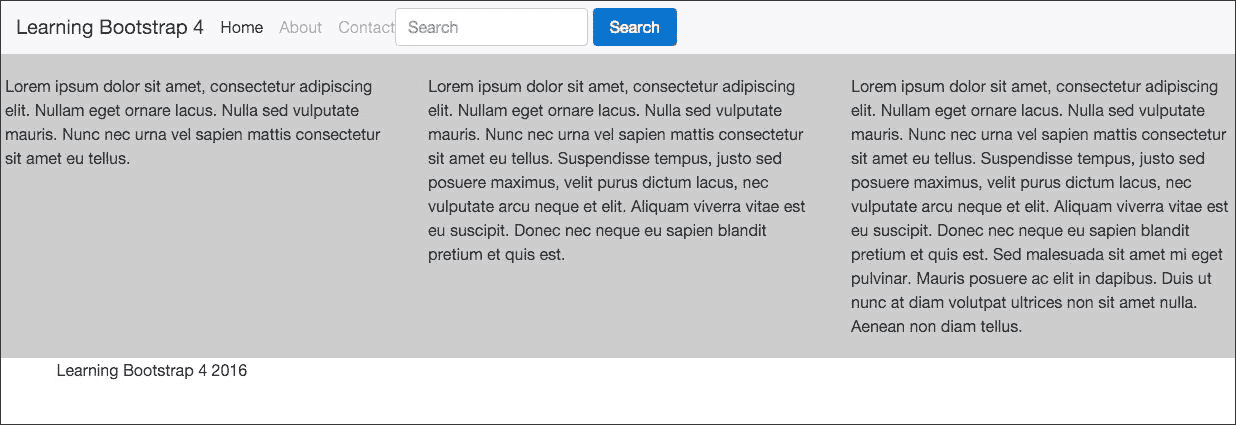 Learning Bootstrap 4 Home About Contact Search Search
Lorem ipsum dolor sit amet, consectetur adipiscing
elit. Nullam eget ornare lacus. Nulla sed vulputate
mauris. Nunc nec urna vel sapien mattis consectetur
sit amet eu tellus.
Lorem ipsum dolor sit amet, consectetur adipiscing
elit. Nullam eget ornare lacus. Nulla sed vulputate
mauris. Nunc nec urna vel sapien mattis consectetur
sit amet eu tellus. Suspendisse tempus, justo sed
posuere maximus, velit purus dictum lacus, nec
vulputate arcu neque et elit. Aliquam viverra vitae est
eu suscipit. Donec nec neque eu sapien blandit
pretium et quis est.
Lorem ipsum dolor sit amet, consectetur adipiscing
elit. Nullam eget ornare lacus. Nulla sed vulputate
mauris. Nunc nec urna vel sapien mattis consectetur
sit amet eu tellus. Suspendisse tempus, justo sed
posuere maximus, velit purus dictum lacus, nec
vulputate arcu neque et elit. Aliquam viverra vitae est
eu suscipit. Donec nec neque eu sapien blandit
pretium et quis est. Sed malesuada sit amet mi eget
pulvinar. Mauris posuere ac elit in dapibus. Duis ut
nunc at diam volutpat ultrices non sit amet nulla.
Aenean non diam tellus.
Learning Bootstrap 4 2016